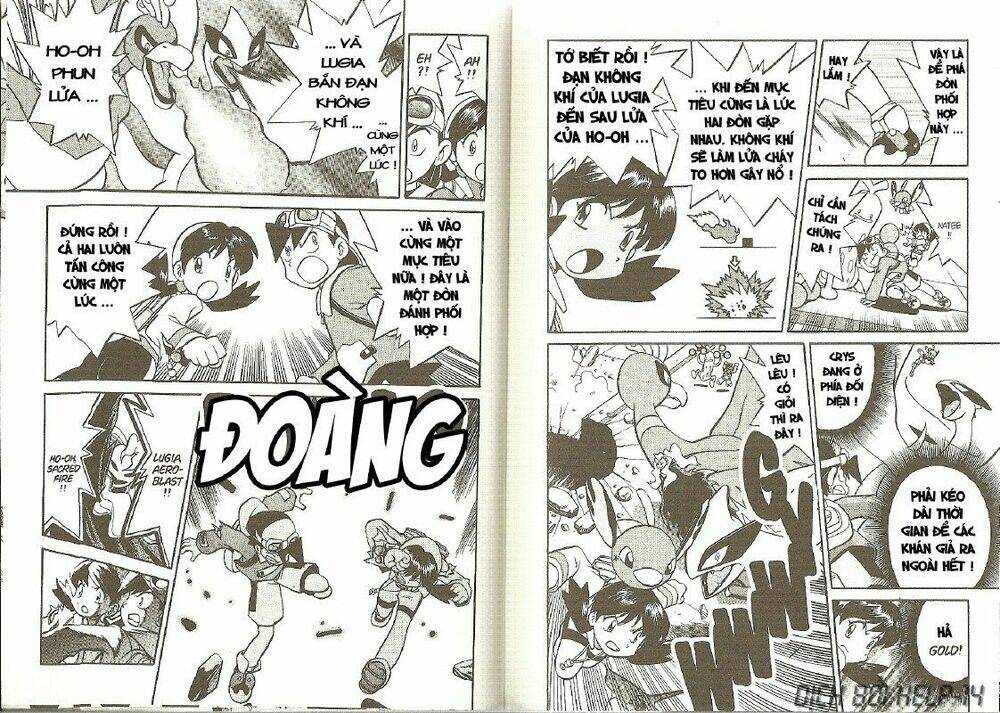 HO-OH
PHUN
LỬA ...
... VÀ
LUGIA
BẮN ĐẠN
KHÔNG
KHÍ ...
... CÙNG
MỘT
LÚC !
EH
?!
AH !!
ĐÚNG RỒI !
CẢ HAI LUÔN
TẤN CÔNG
CÙNG MỘT
LÚC ...
... VÀ VÀO
CÙNG MỘT
MỤC TIÊU
NỮA ! ĐÂY LÀ
MỘT ĐÒN
ĐÁNH PHỐI
HỢP !
HO-OH,
SACRED
FIRE
!!
LUGIA
AERO-
BLAST
!!
ĐOÀNG
TỚ BIẾT RỒI !
ĐẠN KHÔNG
KHÍ CỦA LUGIA
ĐẾN SAU LỬA
CỦA HO-OH ...
... KHI ĐẾN MỤC
TIÊU CŨNG LÀ LÚC
HAI ĐÒN GẶP
NHAU. KHÔNG KHÍ
SẼ LÀM LỬA CHÁY
TO HƠN GÂY NỔ !
HAY
LẮM !
VẬY LÀ
ĐỂ PHÁ
ĐÒN
PHỐI
HỢP
NÀY ...
CHỈ CẦN
TÁCH
CHÚNG
RA !
NATEE
!!
LÊU
LÊU !
CÓ
GIỎI
THÌ RA
ĐÂY !
GYWWWW
CRYS
ĐANG Ở
PHÍA ĐỐI
DIỆN !
PHẢI KÉO
DÀI THỜI
GIAN ĐỂ CÁC
KHÁN GIẢ RA
NGOÀI HẾT !
HẢ
GOLD!